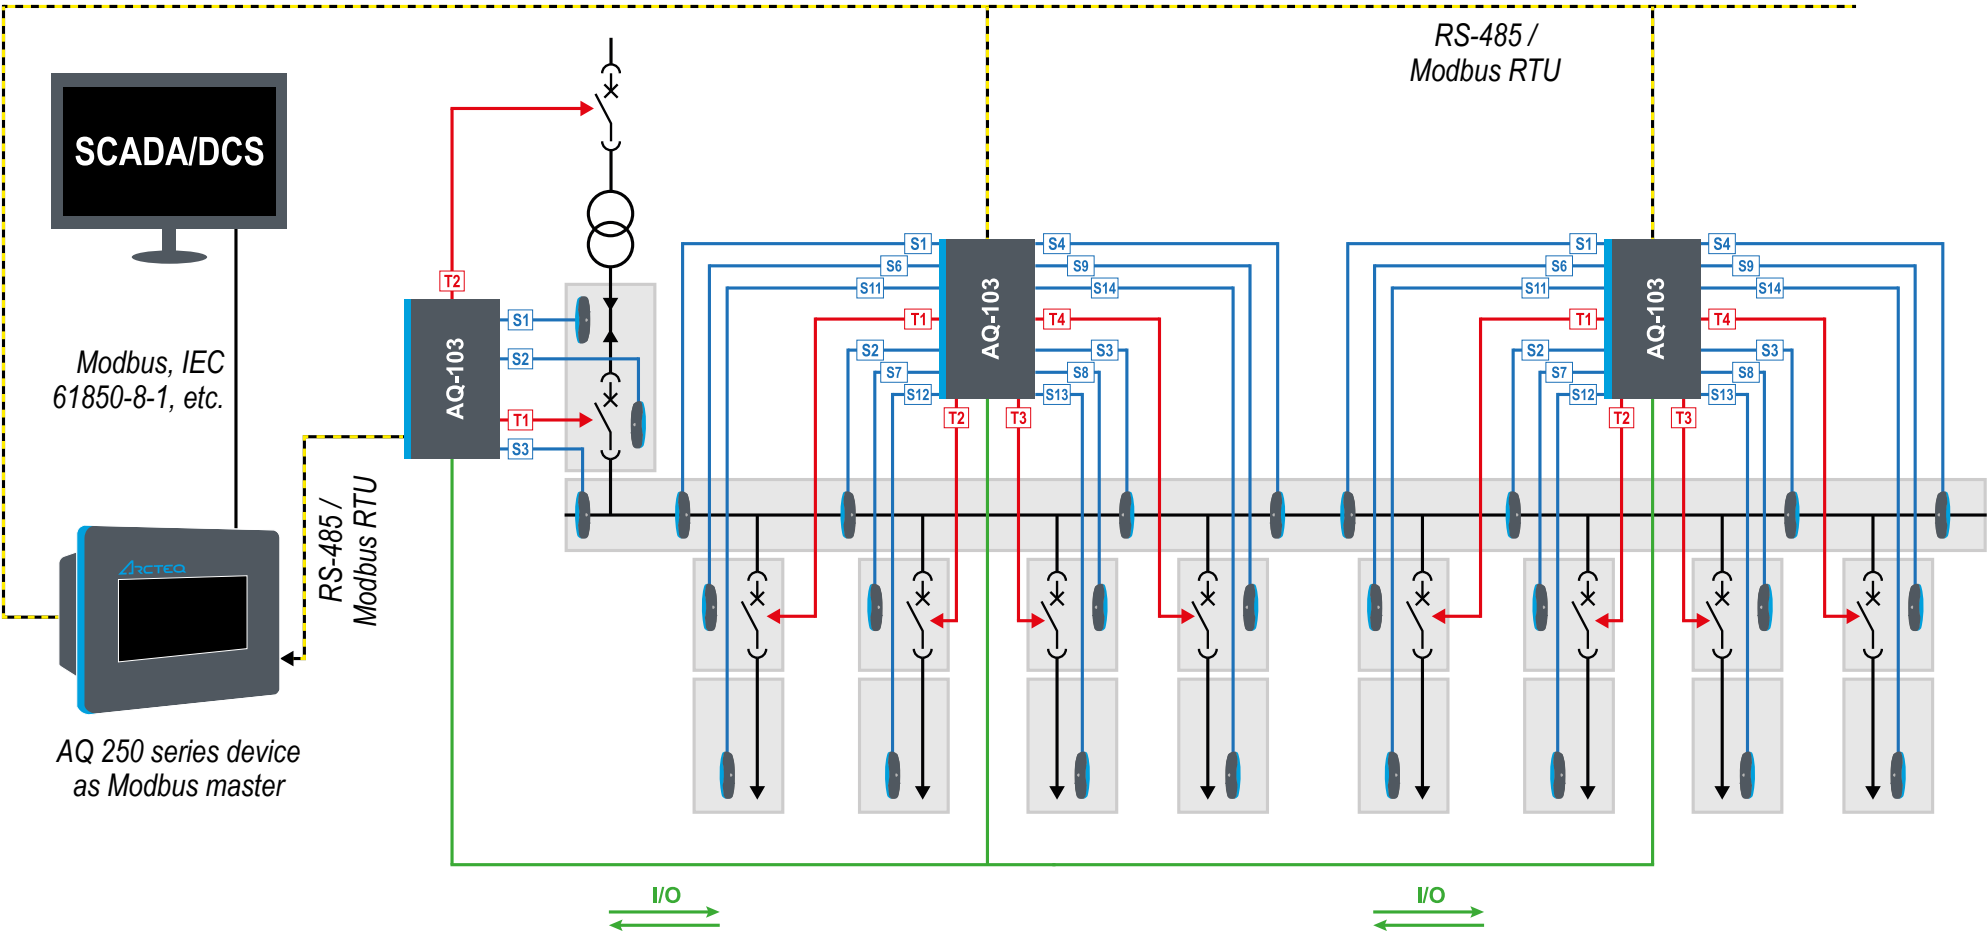 RS-485 /
Modbus RTU
SCADA/DCS
Modbus, IEC
61850-8-1, etc.
RS-485 /
Modbus RTU
ARCTEQ
AQ 250 series device
as Modbus master
T2
AQ-103
S1
S2
T1
S3
S1
S6
S11
T1
S2
S7
S12
T2
AQ-103
S4
S9
S14
T4
S3
S8
S13
T3
S1
S6
S11
T1
S2
S7
S12
T2
AQ-103
S4
S9
S14
T4
S3
S8
S13
T3
I/O
I/O